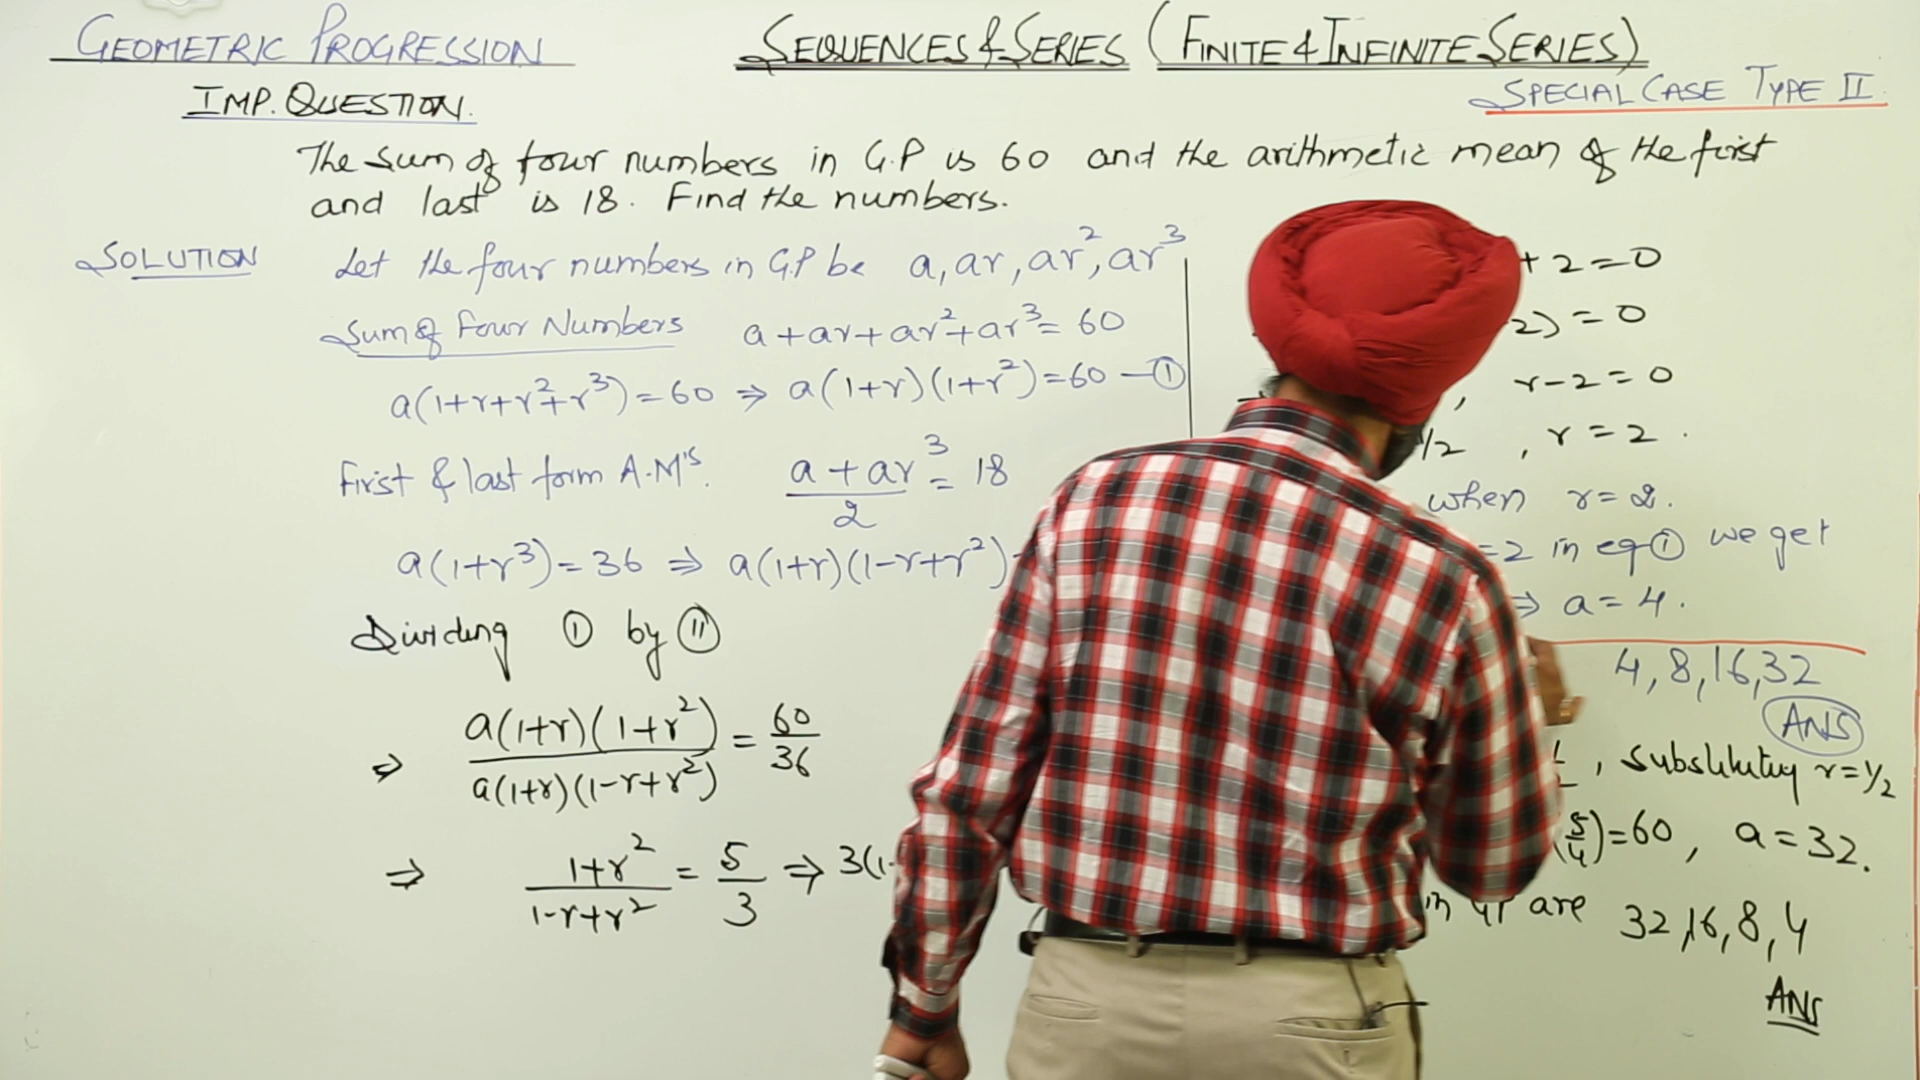 GEOMETRIC PROGRESSION
SEQUENCES & SERIES (FINITE & INFINITE SERIES)
IMP. QUESTION.
SPECIAL CASE TYPE II
The sum of four numbers in G.P is 60 and the arithmetic mean of the first
and last is 18. Find the numbers.
SOLUTION Let the four numbers in G.P be a, ar, ar², ar³
Sum of Four Numbers a + ar + ar² + ar³ = 60
a(1+r+r²+r³) = 60 ⇒ a(1+r)(1+r²) = 60 — ①
First & last form A.M's. (a + ar³)/2 = 18
a(1+r³) = 36 ⇒ a(1+r)(1-r+r²)
Dividing ① by ⑪
⇒ a(1+r)(1+r²)/a(1+r)(1-r+r²) = 60/36
⇒ (1+r²)/(1-r+r²) = 5/3 ⇒ 3(1
+ 2 = 0
2) = 0
, r-2 = 0
1/2 , r = 2.
when r = 2.
=2 in eq ① we get
⇒ a = 4.
4, 8, 16, 32
ANS
, substituting r = 1/2
(5/4) = 60, a = 32.
in GP are 32, 16, 8, 4
ANS